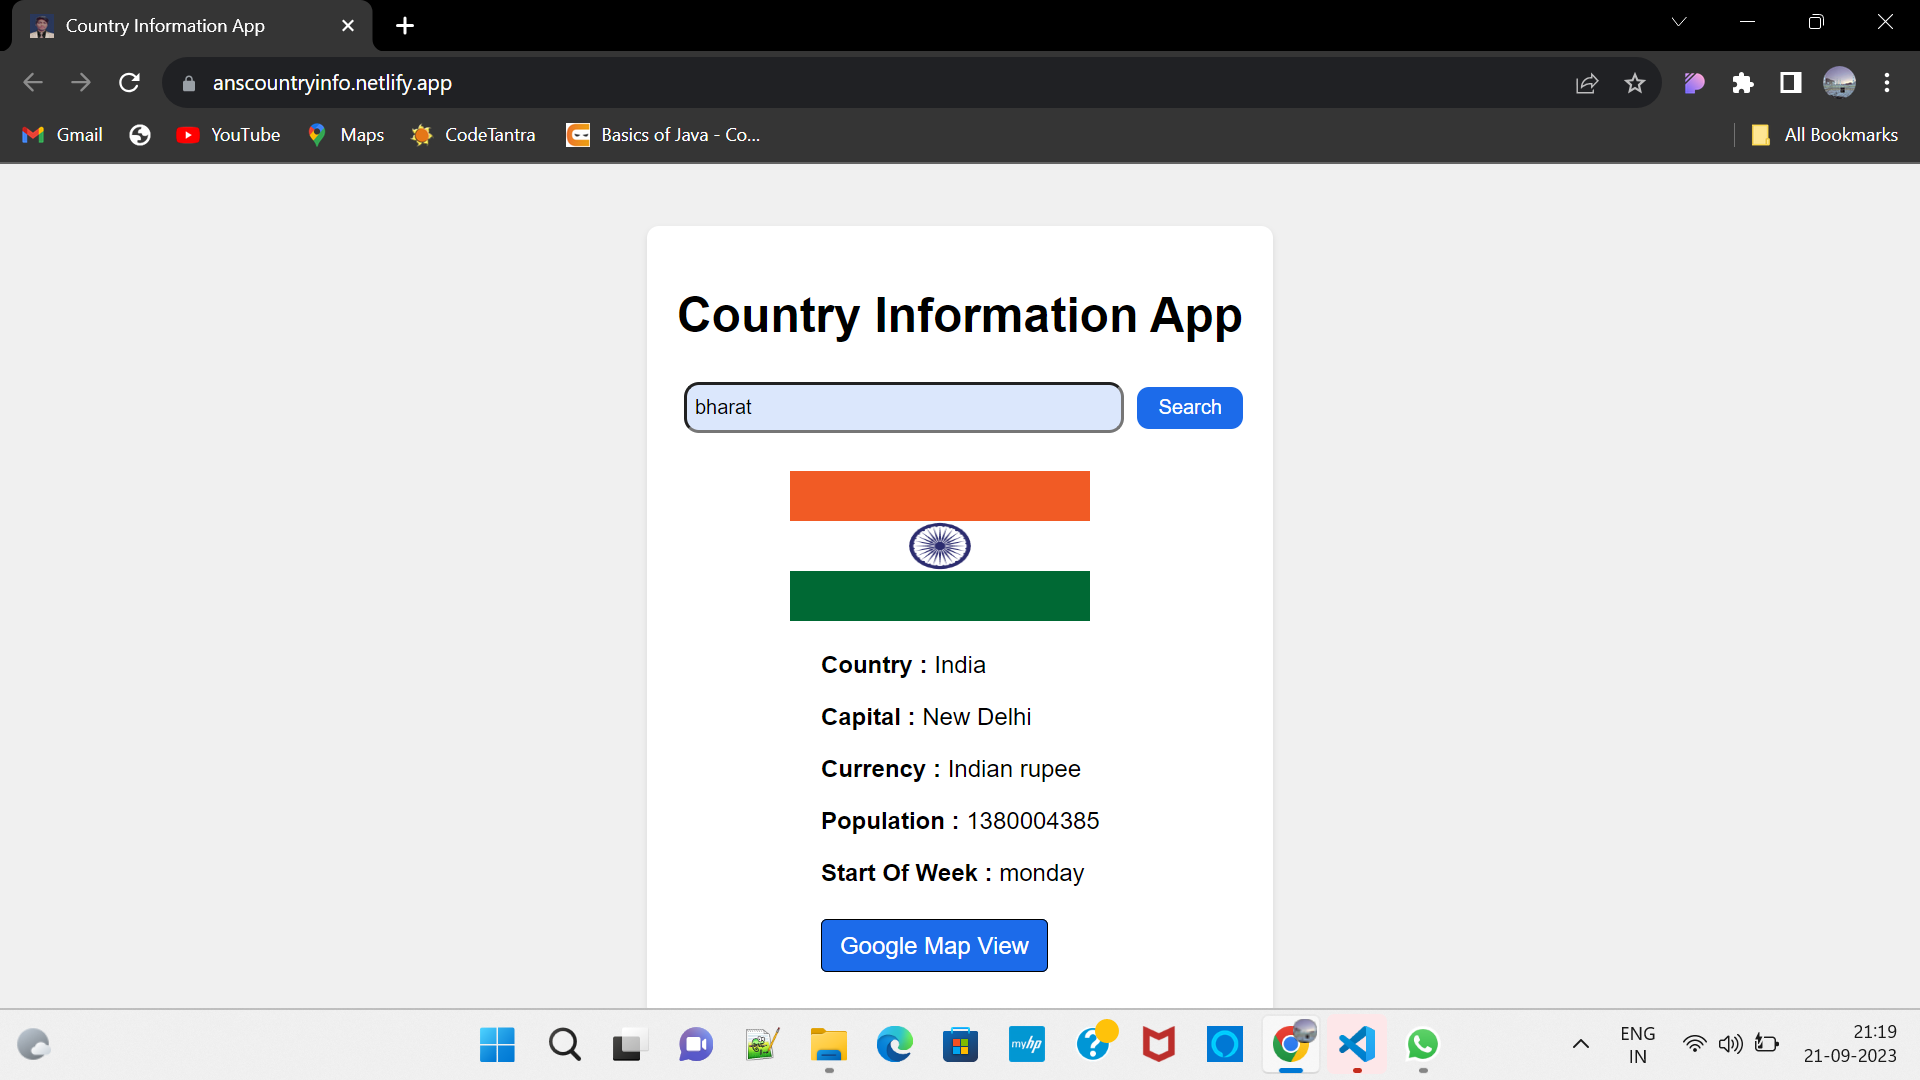 Country Information App
anscountryinfo.netlify.app
Gmail
YouTube
Maps
CodeTantra
Basics of Java - Co...
All Bookmarks
Country Information App
bharat
Search
Country : India
Capital : New Delhi
Currency : Indian rupee
Population : 1380004385
Start Of Week : monday
Google Map View
myhp
ENG
IN
21:19
21-09-2023